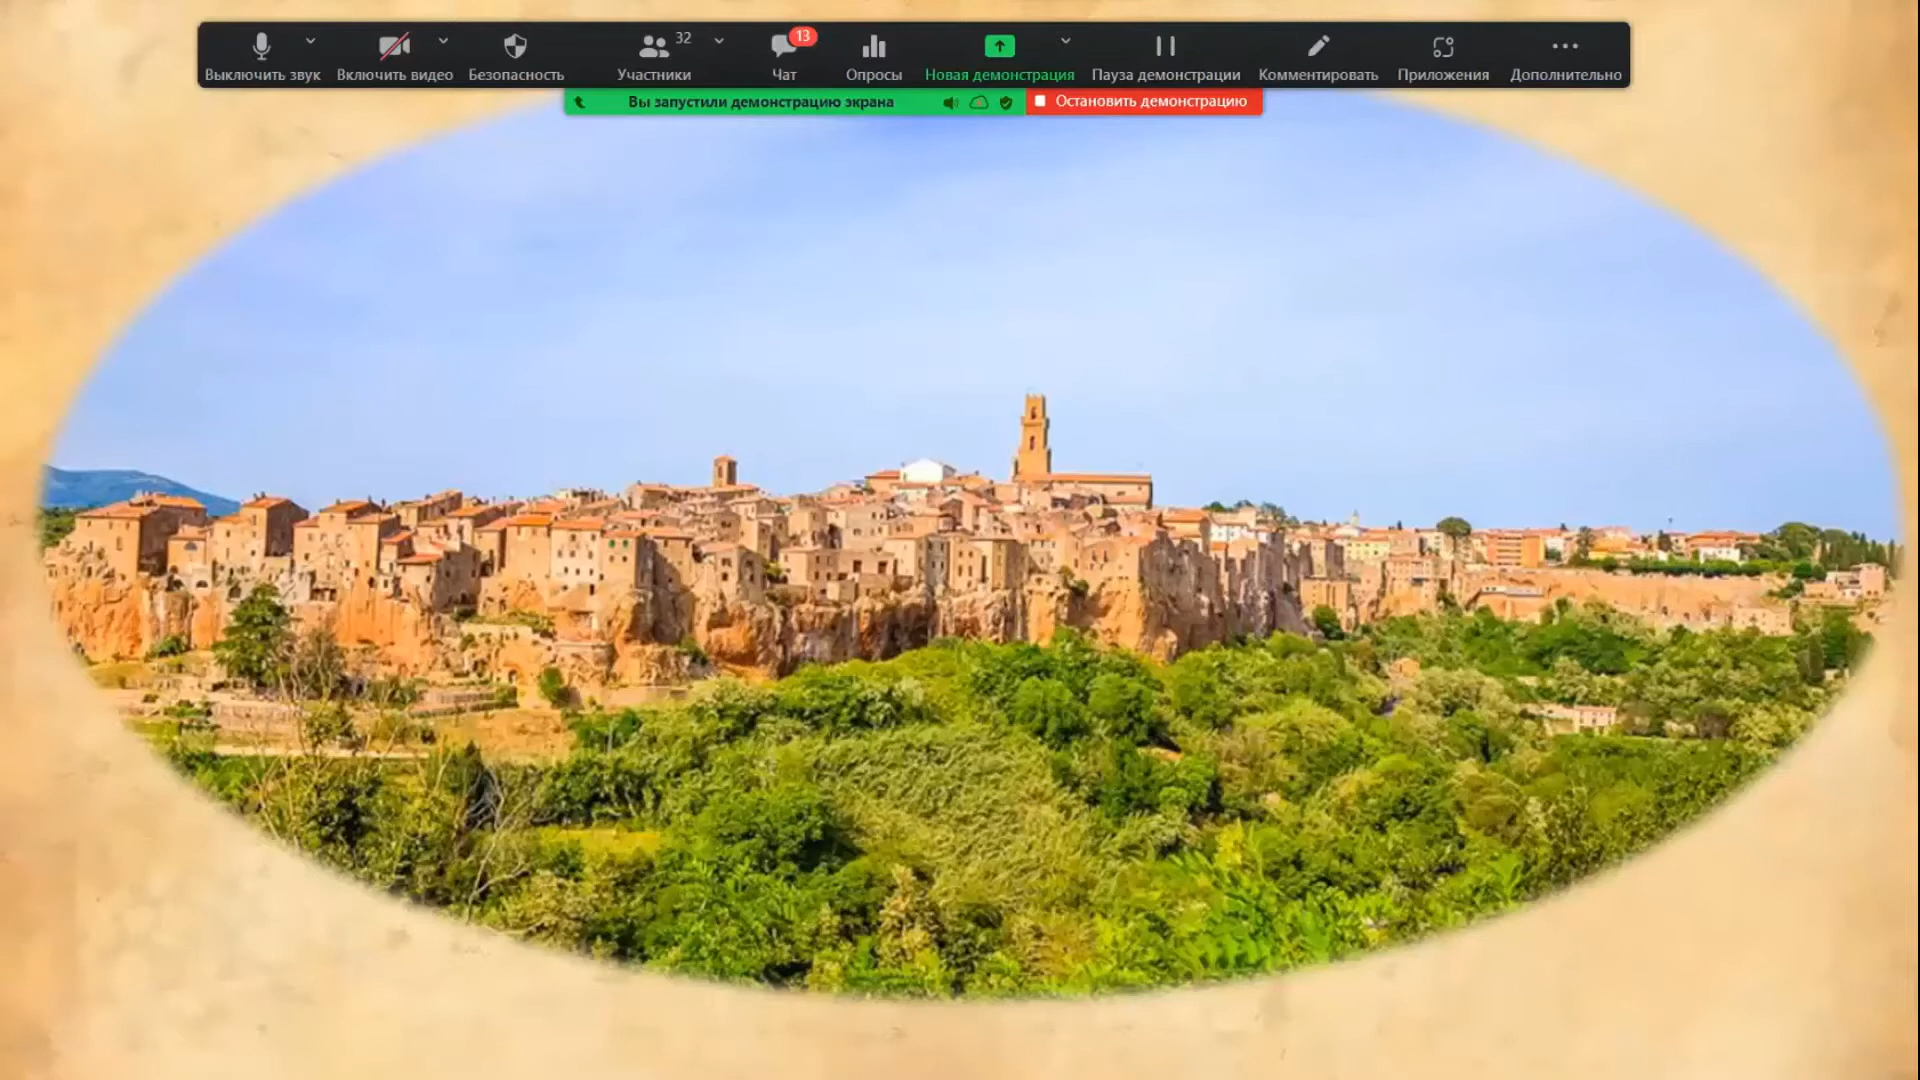 Выключить звук
Включить видео
Безопасность
Участники
32
Чат
13
Опросы
Новая демонстрация
Пауза демонстрации
Комментировать
Приложения
Дополнительно
Вы запустили демонстрацию экрана
Остановить демонстрацию